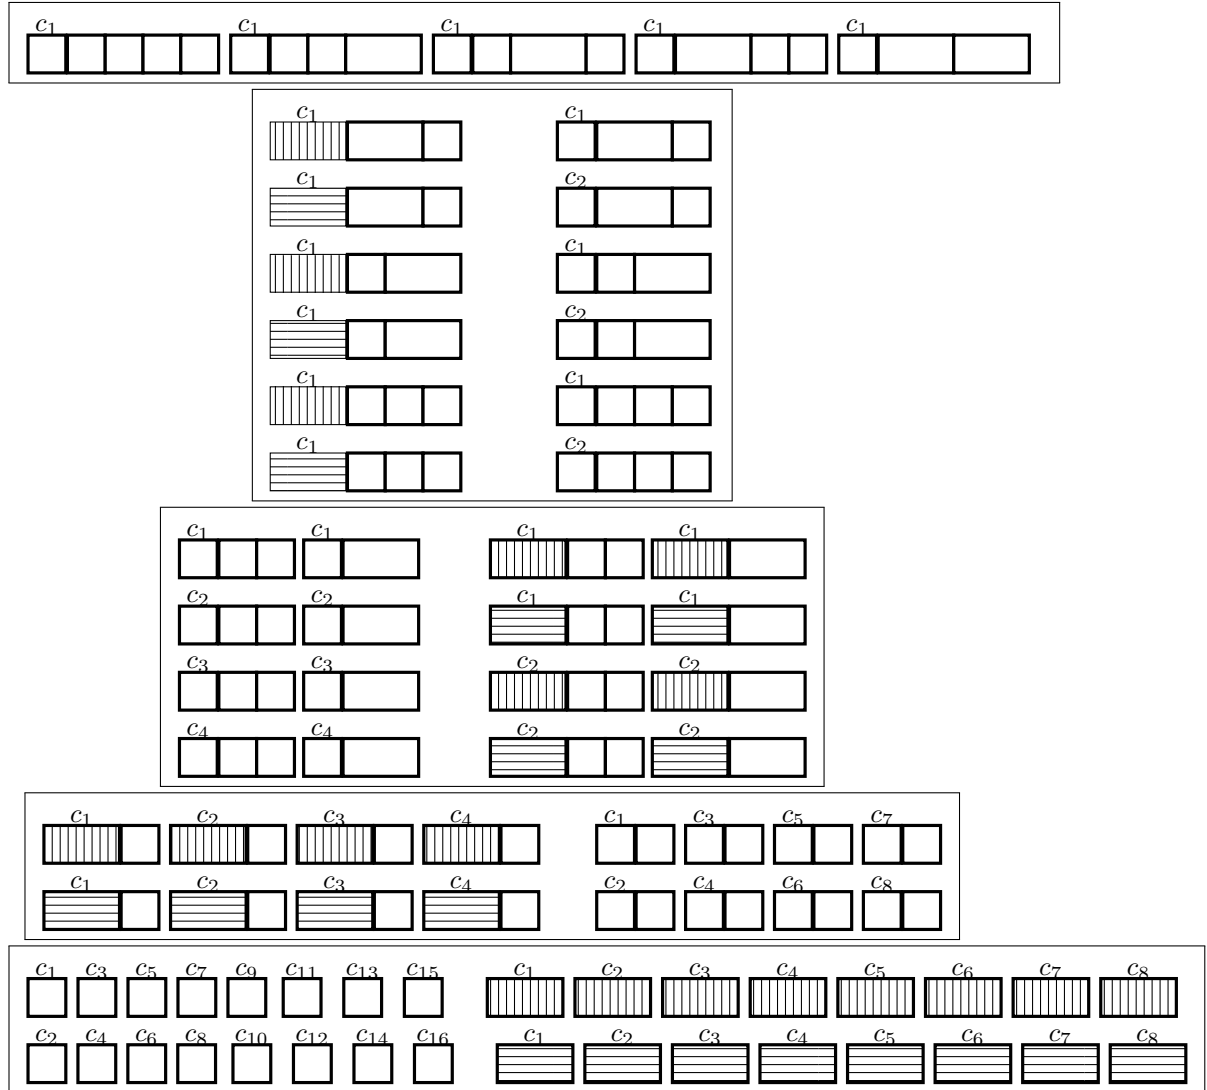 c₁ c₁ c₁ c₁ c₁
c₁ c₁
c₁ c₂
c₁ c₁
c₁ c₂
c₁ c₁
c₁ c₂
c₁ c₁ c₁ c₁
c₂ c₂ c₁ c₁
c₃ c₃ c₂ c₂
c₄ c₄ c₂ c₂
c₁ c₂ c₃ c₄ c₁ c₃ c₅ c₇
c₁ c₂ c₃ c₄ c₂ c₄ c₆ c₈
c₁ c₃ c₅ c₇ c₉ c₁₁ c₁₃ c₁₅ c₁ c₂ c₃ c₄ c₅ c₆ c₇ c₈
c₂ c₄ c₆ c₈ c₁₀ c₁₂ c₁₄ c₁₆ c₁ c₂ c₃ c₄ c₅ c₆ c₇ c₈